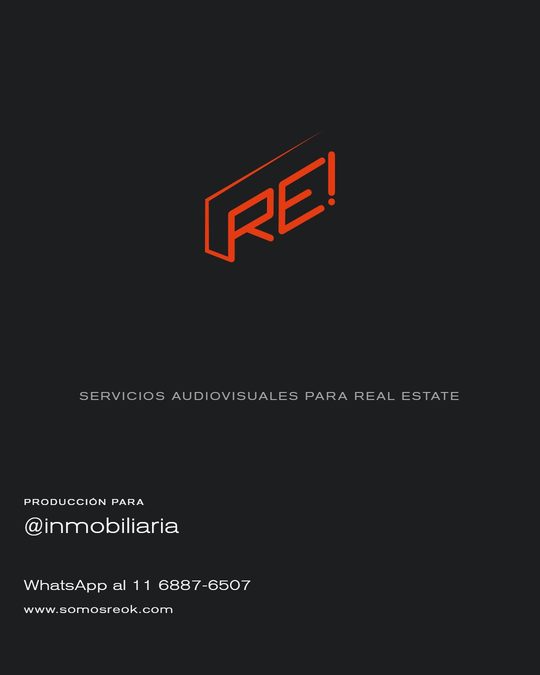 RE!
SERVICIOS AUDIOVISUALES PARA REAL ESTATE
PRODUCCIÓN PARA
@inmobiliaria
WhatsApp al 11 6887-6507
www.somosreok.com